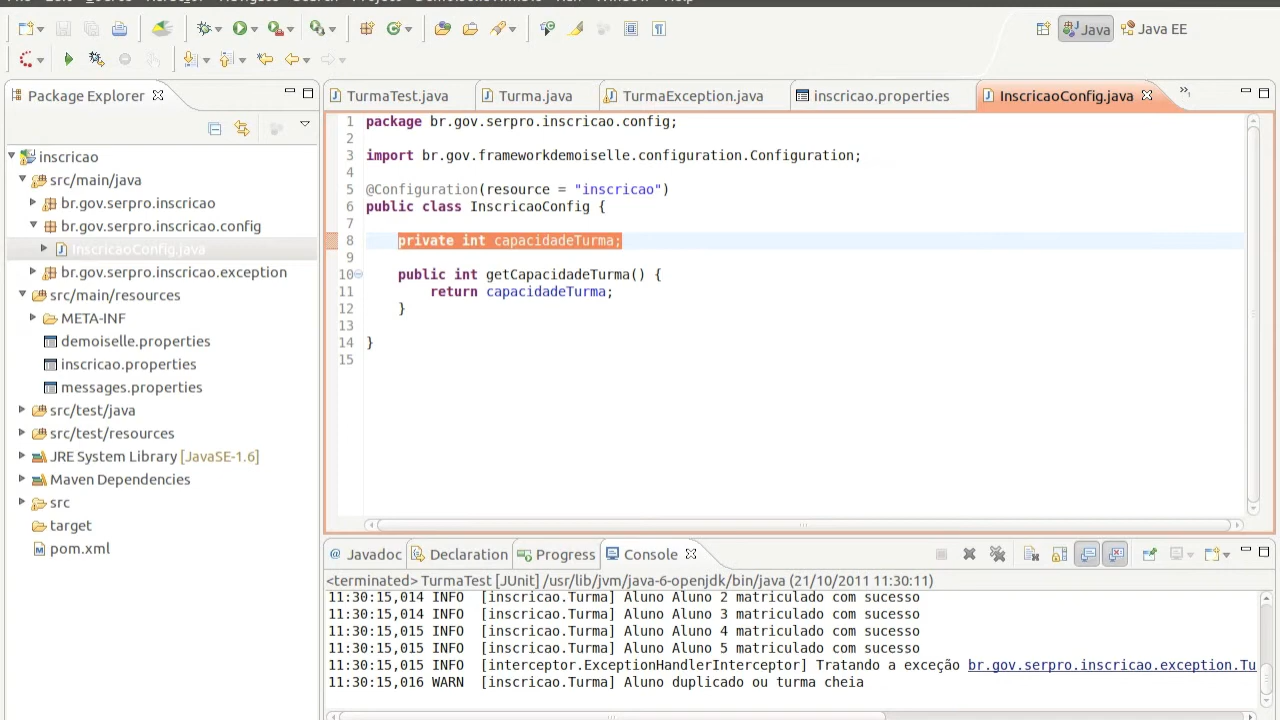 Java
Java EE
Package Explorer
inscricao
src/main/java
br.gov.serpro.inscricao
br.gov.serpro.inscricao.config
InscricaoConfig.java
br.gov.serpro.inscricao.exception
src/main/resources
META-INF
demoiselle.properties
inscricao.properties
messages.properties
src/test/java
src/test/resources
JRE System Library [JavaSE-1.6]
Maven Dependencies
src
target
pom.xml
TurmaTest.java Turma.java TurmaException.java inscricao.properties InscricaoConfig.java
1 package br.gov.serpro.inscricao.config;
2
3 import br.gov.frameworkdemoiselle.configuration.Configuration;
4
5 @Configuration(resource = "inscricao")
6 public class InscricaoConfig {
7
8 private int capacidadeTurma;
9
10 public int getCapacidadeTurma() {
11 return capacidadeTurma;
12 }
13
14 }
15
Javadoc Declaration Progress Console
<terminated> TurmaTest [JUnit] /usr/lib/jvm/java-6-openjdk/bin/java (21/10/2011 11:30:11)
11:30:15,014 INFO [inscricao.Turma] Aluno Aluno 2 matriculado com sucesso
11:30:15,014 INFO [inscricao.Turma] Aluno Aluno 3 matriculado com sucesso
11:30:15,015 INFO [inscricao.Turma] Aluno Aluno 4 matriculado com sucesso
11:30:15,015 INFO [inscricao.Turma] Aluno Aluno 5 matriculado com sucesso
11:30:15,015 INFO [interceptor.ExceptionHandlerInterceptor] Tratando a exceção br.gov.serpro.inscricao.exception.Tu
11:30:15,016 WARN [inscricao.Turma] Aluno duplicado ou turma cheia